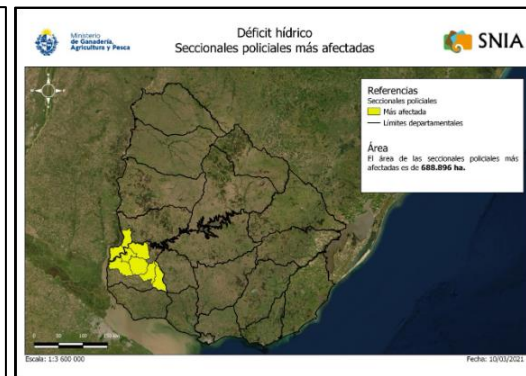 Ministerio
de Ganadería,
Agricultura y Pesca
Déficit hídrico
Seccionales policiales más afectadas
SNIA
Referencias
Seccionales policiales
Más afectada
Límites departamentales
Área
El área de las seccionales policiales más
afectadas es de 688.896 ha.
Escala: 1:3 600 000
Fecha: 10/03/2021